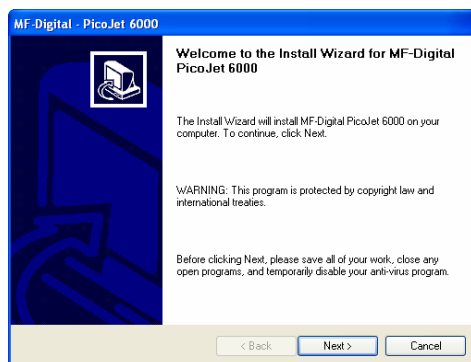 MF-Digital - PicoJet 6000
Welcome to the Install Wizard for MF-Digital
PicoJet 6000
The Install Wizard will install MF-Digital PicoJet 6000 on your
computer. To continue, click Next.
WARNING: This program is protected by copyright law and
international treaties.
Before clicking Next, please save all of your work, close any
open programs, and temporarily disable your anti-virus program.
< Back
Next >
Cancel